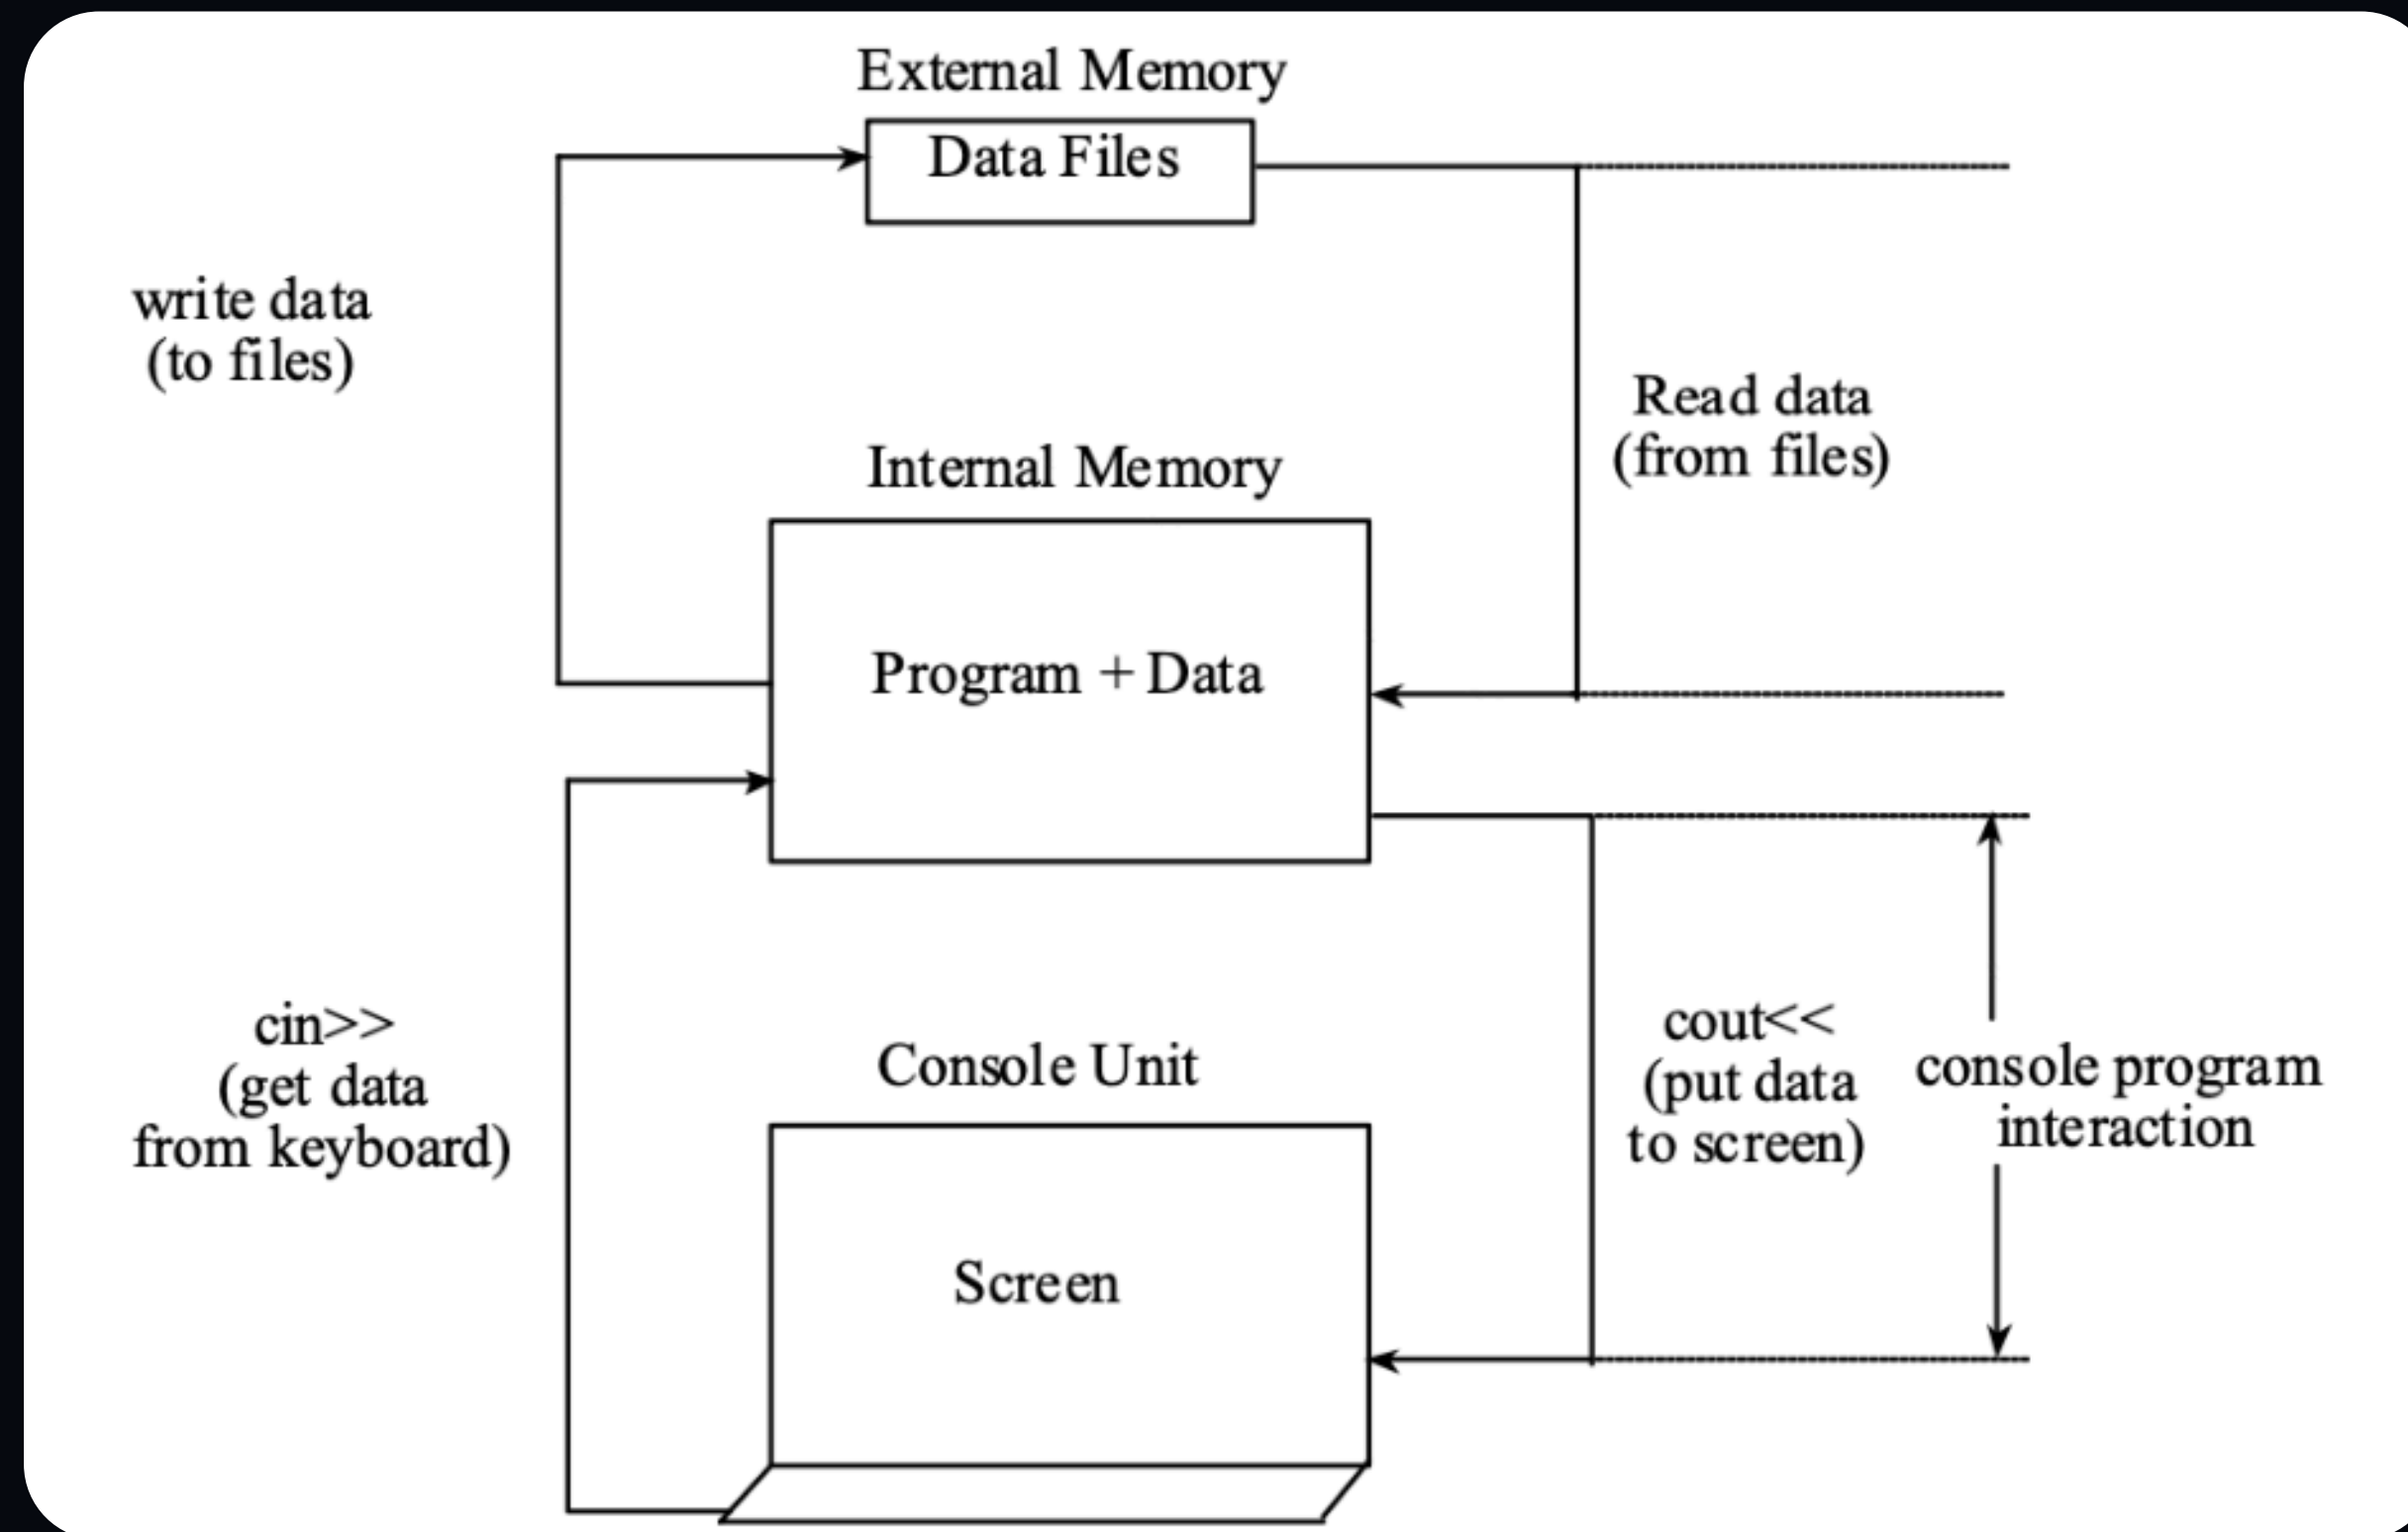 External Memory
Data Files
write data
(to files)
Read data
(from files)
Internal Memory
Program + Data
cin>>
(get data
from keyboard)
Console Unit
cout<<
(put data
to screen)
console program
interaction
Screen